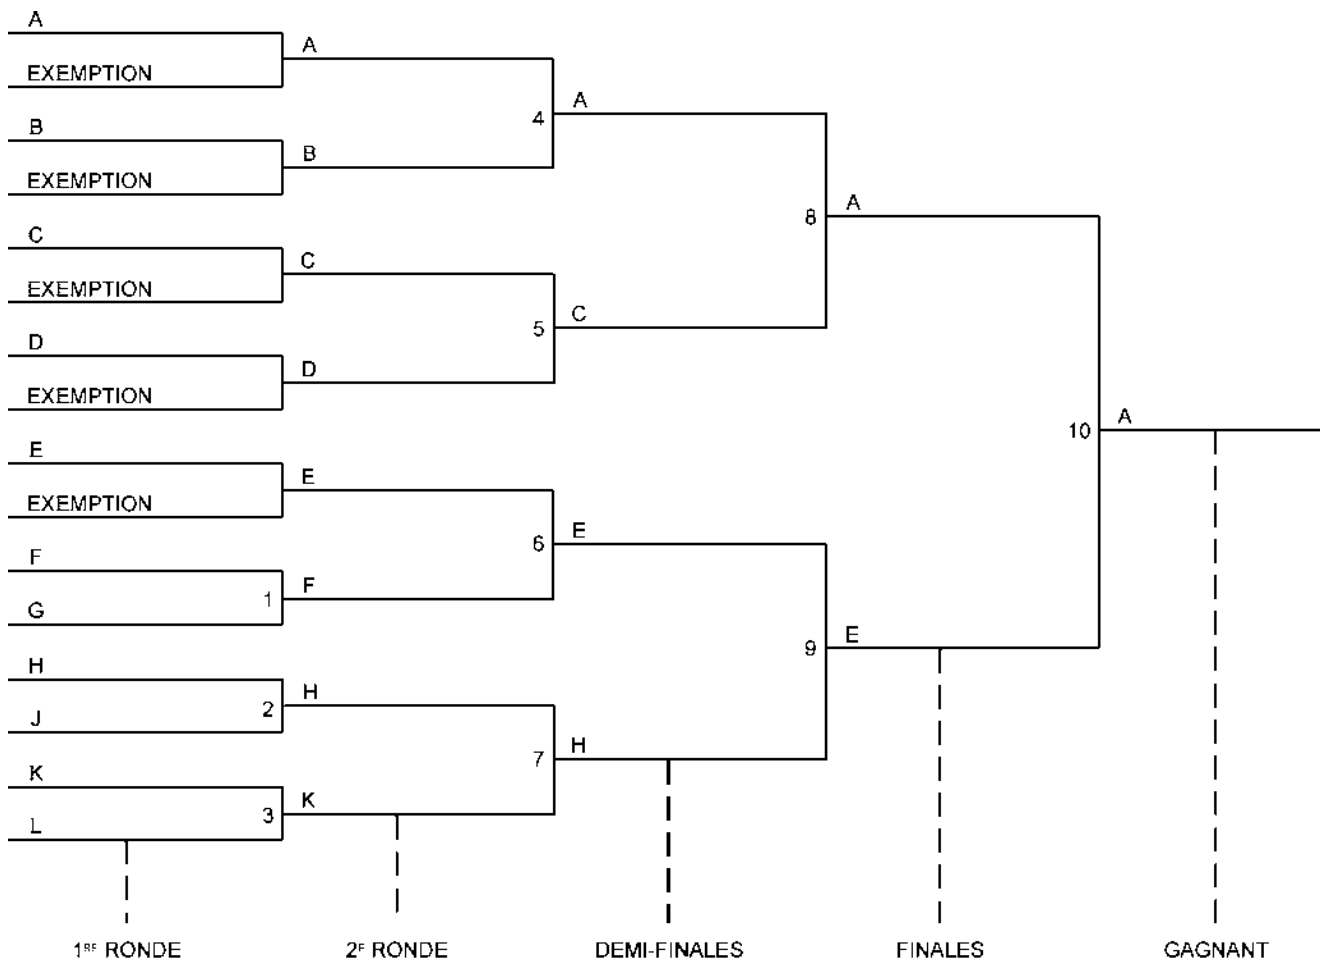 A
EXEMPTION
B
EXEMPTION
C
EXEMPTION
D
EXEMPTION
E
EXEMPTION
F
1
G
H
2
J
K
3
L
A
4
B
C
5
D
E
6
F
H
7
K
A
8
C
E
9
H
A
10
E
A
1RE RONDE
2E RONDE
DEMI-FINALES
FINALES
GAGNANT